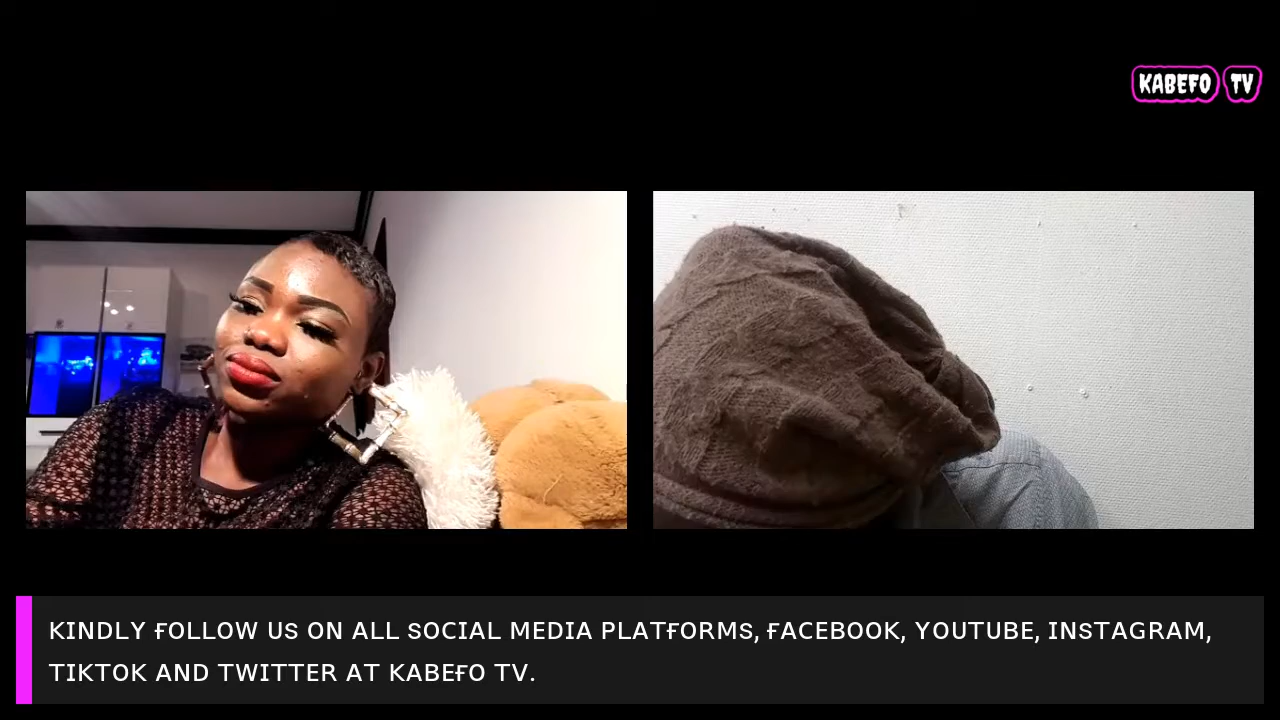 KABEFO TV
KINDLY FOLLOW US ON ALL SOCIAL MEDIA PLATFORMS, FACEBOOK, YOUTUBE, INSTAGRAM,
TIKTOK AND TWITTER AT KABEFO TV.